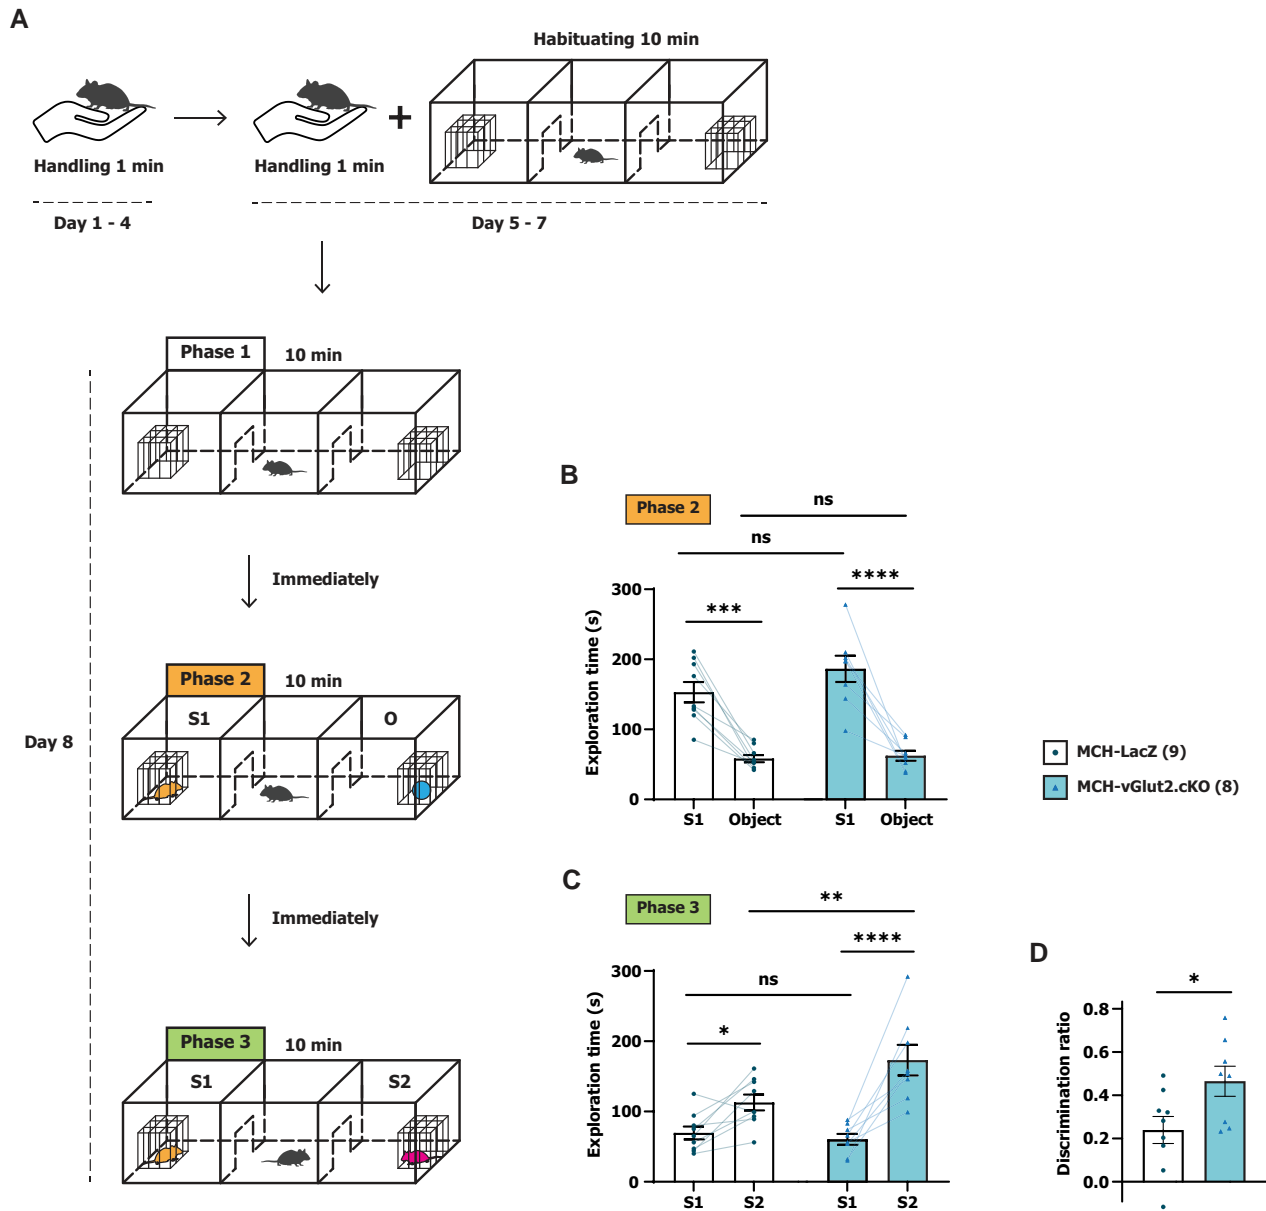 A
Habituating 10 min
Handling 1 min
Handling 1 min
+
Day 1 - 4
Day 5 - 7
Phase 1
10 min
Immediately
Phase 2
10 min
S1
O
Day 8
Immediately
Phase 3
10 min
S1
S2
B
Phase 2
ns
ns
***
****
Exploration time (s)
300
200
100
0
S1
Object
S1
Object
MCH-LacZ (9)
MCH-vGlut2.cKO (8)
C
Phase 3
**
****
ns
*
Exploration time (s)
300
200
100
0
S1
S2
S1
S2
D
*
Discrimination ratio
0.8
0.6
0.4
0.2
0.0